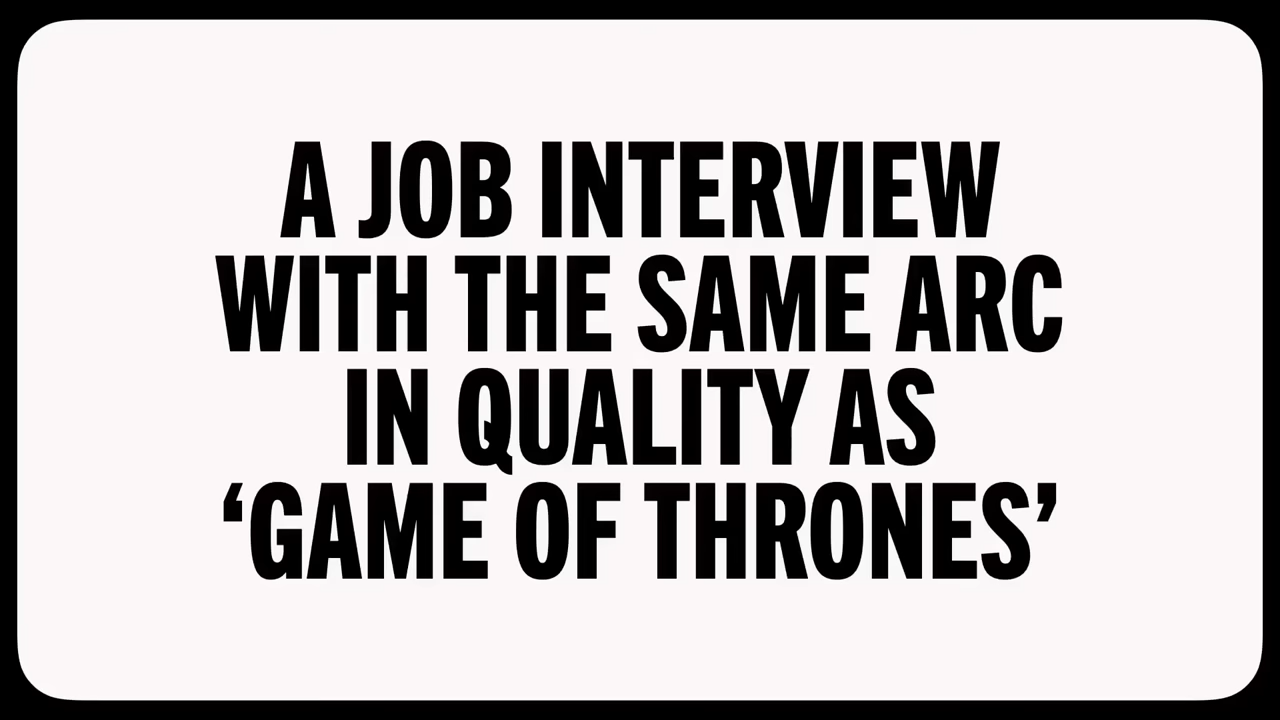 A JOB INTERVIEW
WITH THE SAME ARC
IN QUALITY AS
‘GAME OF THRONES’